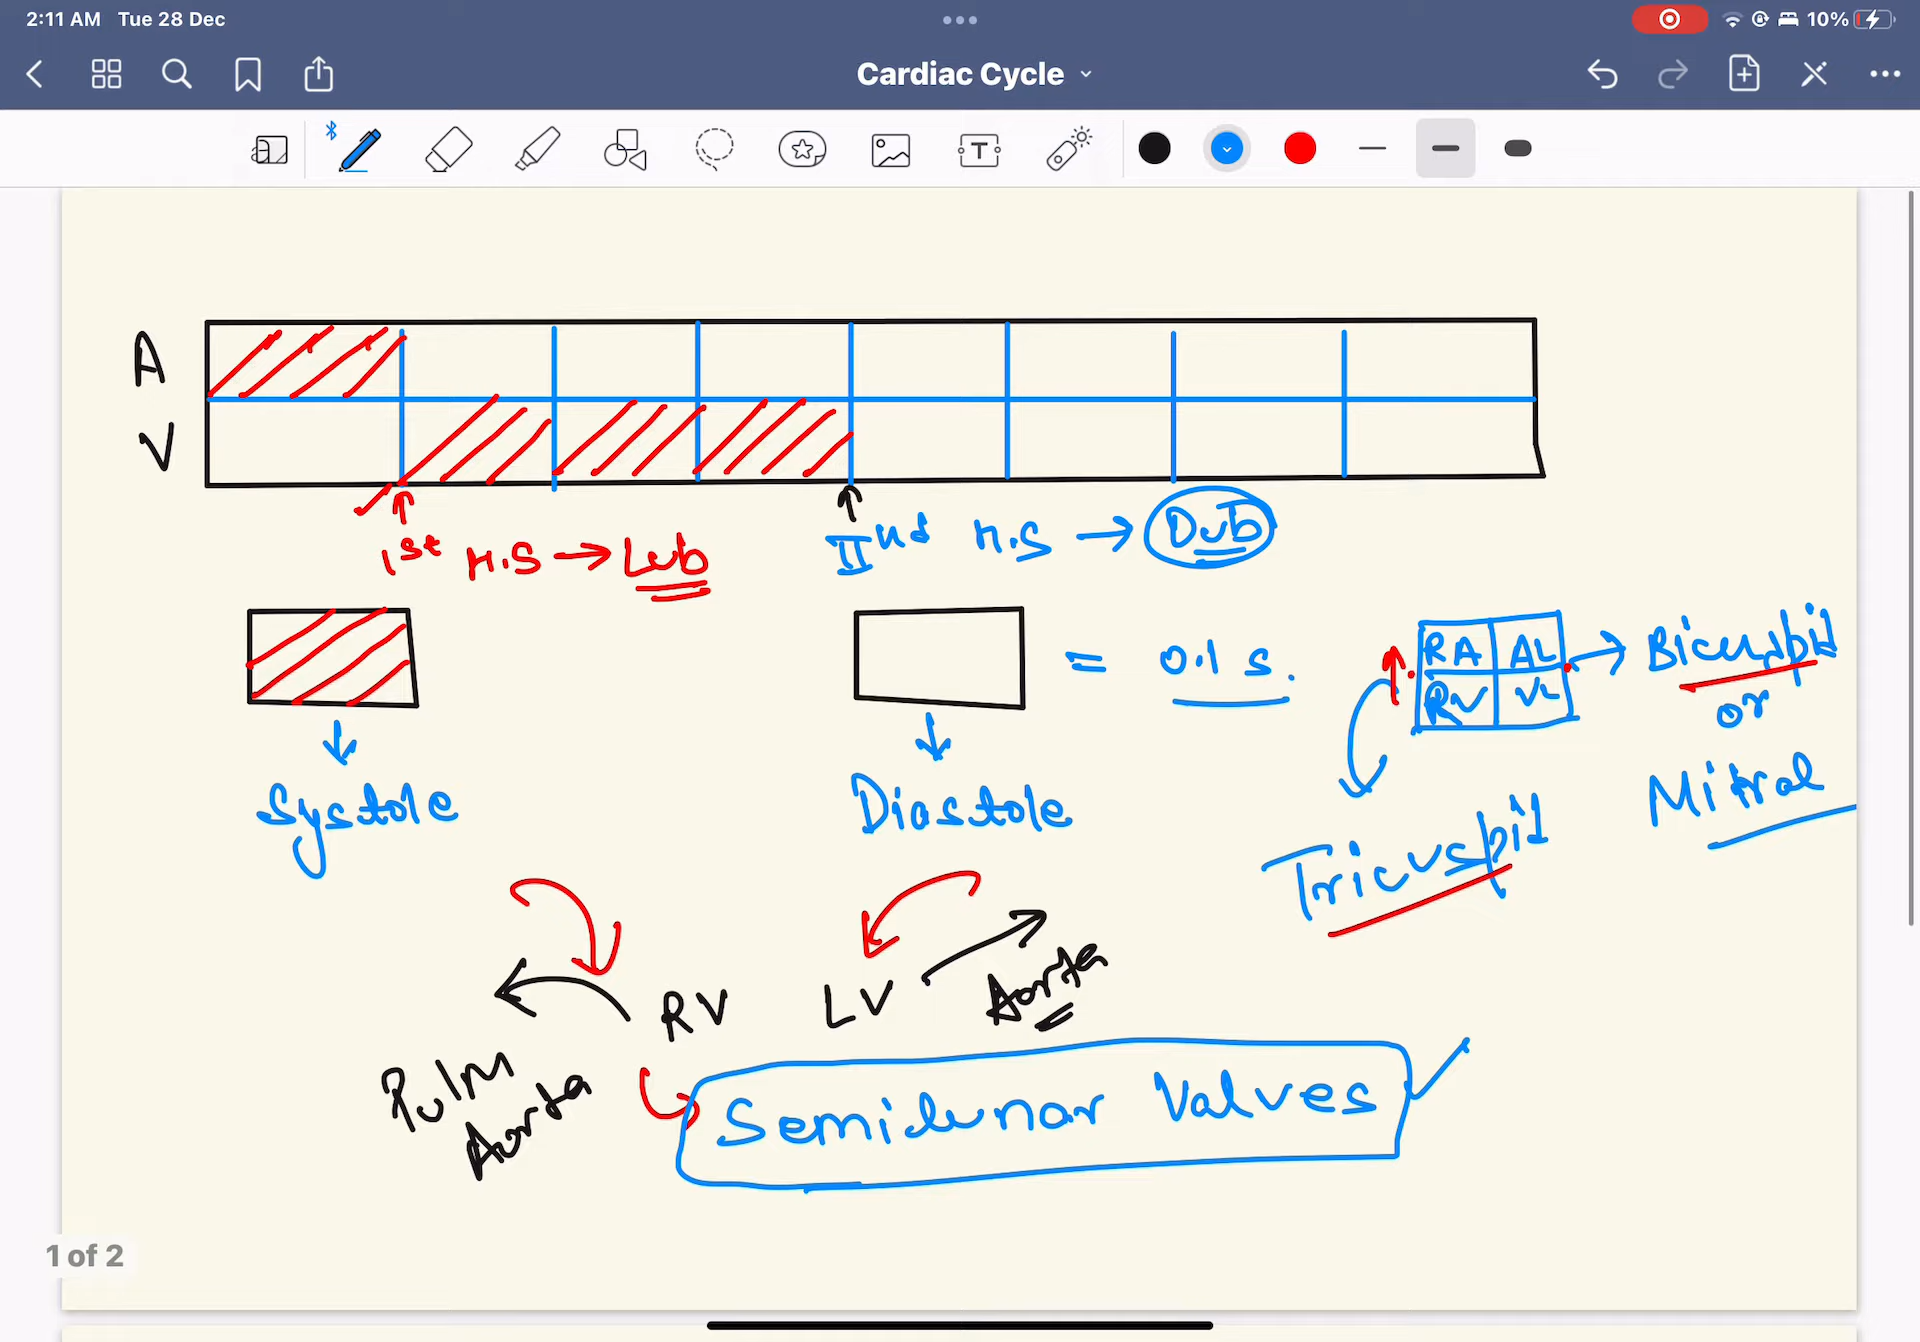 2:11 AM Tue 28 Dec
10%
Cardiac Cycle
A
V
1st H.S → Lub
IInd H.S → Dub
= 0.1 s.
RA AL → Bicuspid
RV VL
or
Mitral
Systole
Diastole
Tricuspid
RV LV Aorta
Pulm
Aorta
Semilunar Valves
1 of 2